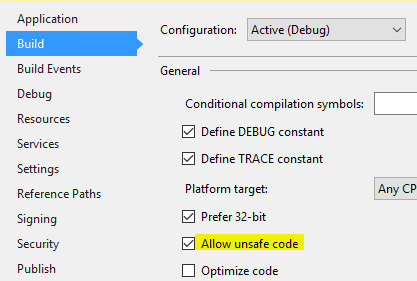 Application
Build
Build Events
Debug
Resources
Services
Settings
Reference Paths
Signing
Security
Publish
Configuration: Active (Debug)
General
Conditional compilation symbols:
Define DEBUG constant
Define TRACE constant
Platform target: Any CP
Prefer 32-bit
Allow unsafe code
Optimize code